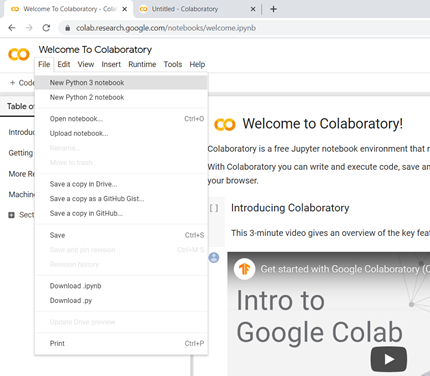 Welcome To Colaboratory - Colab
Untitled - Colaboratory
colab.research.google.com/notebooks/welcome.ipynb
Welcome To Colaboratory
File Edit View Insert Runtime Tools Help
+ Code
Table of
Introdu
Getting
More Re
Machin
Sect
New Python 3 notebook
New Python 2 notebook
Open notebook... Ctrl+O
Upload notebook...
Rename...
Move to trash
Save a copy in Drive...
Save a copy as a GitHub Gist...
Save a copy in GitHub...
Save Ctrl+S
Save and pin revision Ctrl+M S
Revision history
Download .ipynb
Download .py
Update Drive preview
Print Ctrl+P
Welcome to Colaboratory!
Colaboratory is a free Jupyter notebook environment that r
With Colaboratory you can write and execute code, save an
your browser.
[ ] Introducing Colaboratory
This 3-minute video gives an overview of the key feat
Get started with Google Colaboratory (C
Intro to
Google Colab